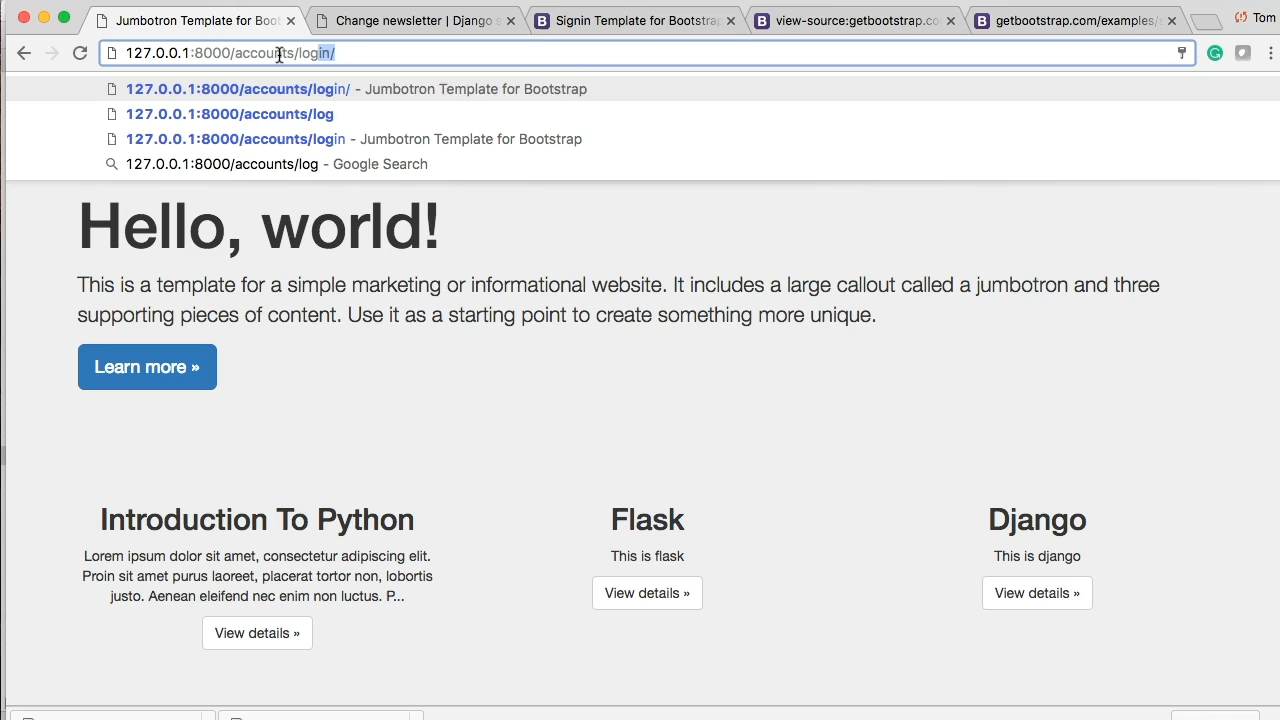 Jumbotron Template for Boo
Change newsletter | Django
Signin Template for Bootstra
view-source:getbootstrap.co
getbootstrap.com/examples/
Tom
127.0.0.1:8000/accounts/login/
127.0.0.1:8000/accounts/login/ - Jumbotron Template for Bootstrap
127.0.0.1:8000/accounts/log
127.0.0.1:8000/accounts/login - Jumbotron Template for Bootstrap
127.0.0.1:8000/accounts/log - Google Search
Hello, world!
This is a template for a simple marketing or informational website. It includes a large callout called a jumbotron and three
supporting pieces of content. Use it as a starting point to create something more unique.
Learn more »
Introduction To Python
Lorem ipsum dolor sit amet, consectetur adipiscing elit.
Proin sit amet purus laoreet, placerat tortor non, lobortis
justo. Aenean eleifend nec enim non luctus. P...
View details »
Flask
This is flask
View details »
Django
This is django
View details »